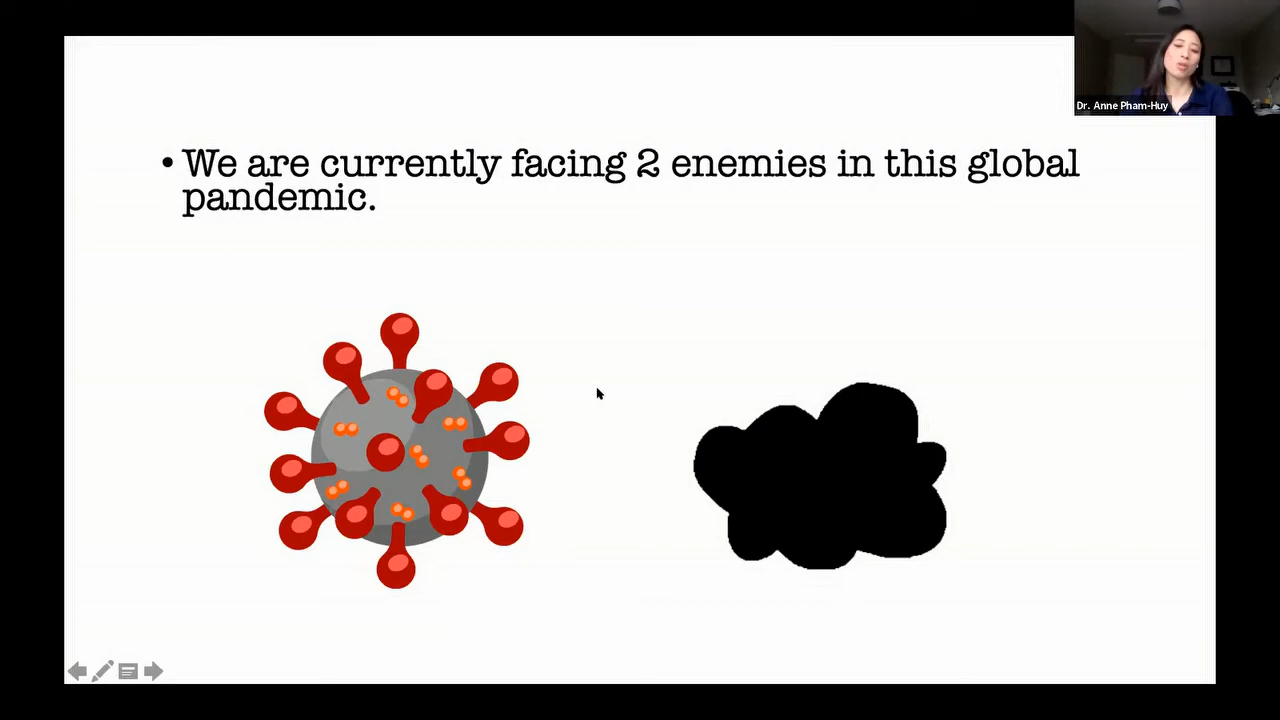 Dr. Anne Pham-Huy
• We are currently facing 2 enemies in this global
pandemic.